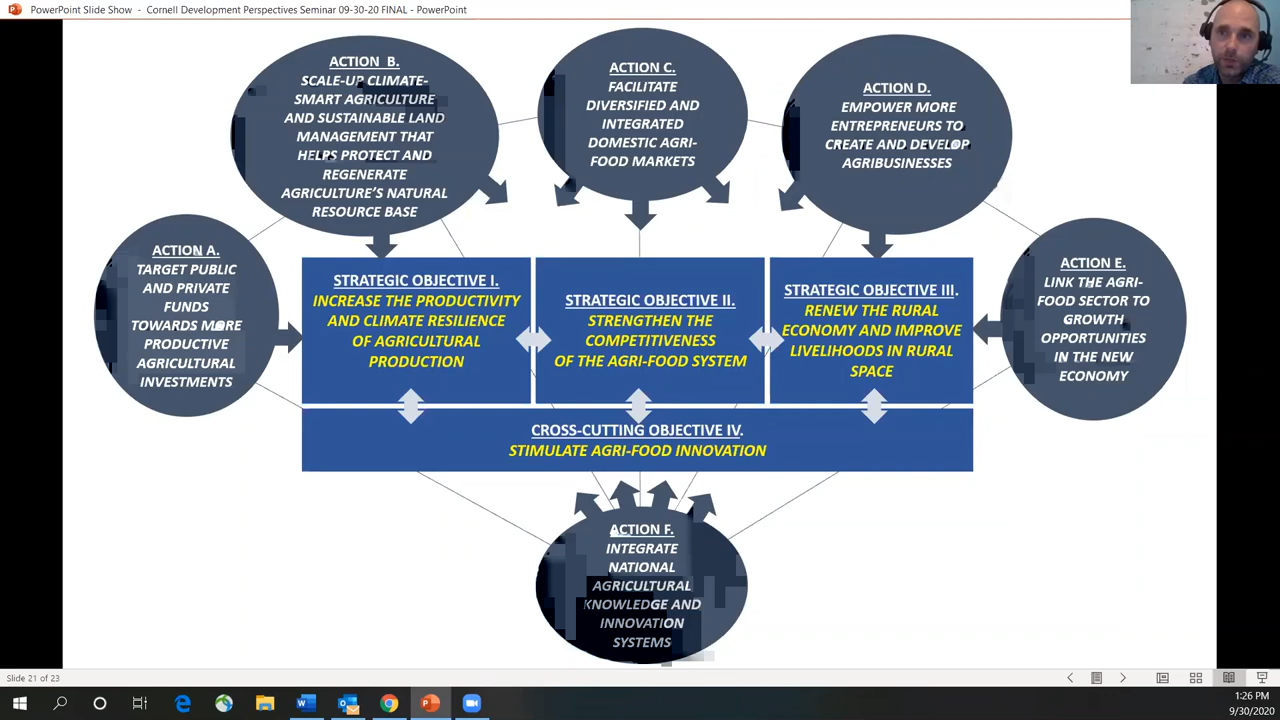 PowerPoint Slide Show - Cornell Development Perspectives Seminar 09-30-20 FINAL - PowerPoint
ACTION B.
SCALE-UP CLIMATE-
SMART AGRICULTURE
AND SUSTAINABLE LAND
MANAGEMENT THAT
HELPS PROTECT AND
REGENERATE
AGRICULTURE'S NATURAL
RESOURCE BASE
ACTION C.
FACILITATE
DIVERSIFIED AND
INTEGRATED
DOMESTIC AGRI-
FOOD MARKETS
ACTION D.
EMPOWER MORE
ENTREPRENEURS TO
CREATE AND DEVELOP
AGRIBUSINESSES
ACTION A.
TARGET PUBLIC
AND PRIVATE
FUNDS
TOWARDS MORE
PRODUCTIVE
AGRICULTURAL
INVESTMENTS
STRATEGIC OBJECTIVE I.
INCREASE THE PRODUCTIVITY
AND CLIMATE RESILIENCE
OF AGRICULTURAL
PRODUCTION
STRATEGIC OBJECTIVE II.
STRENGTHEN THE
COMPETITIVENESS
OF THE AGRI-FOOD SYSTEM
STRATEGIC OBJECTIVE III.
RENEW THE RURAL
ECONOMY AND IMPROVE
LIVELIHOODS IN RURAL
SPACE
ACTION E.
LINK THE AGRI-
FOOD SECTOR TO
GROWTH
OPPORTUNITIES
IN THE NEW
ECONOMY
CROSS-CUTTING OBJECTIVE IV.
STIMULATE AGRI-FOOD INNOVATION
ACTION F.
INTEGRATE
NATIONAL
AGRICULTURAL
KNOWLEDGE AND
INNOVATION
SYSTEMS
Slide 21 of 23
1:26 PM
9/30/2020